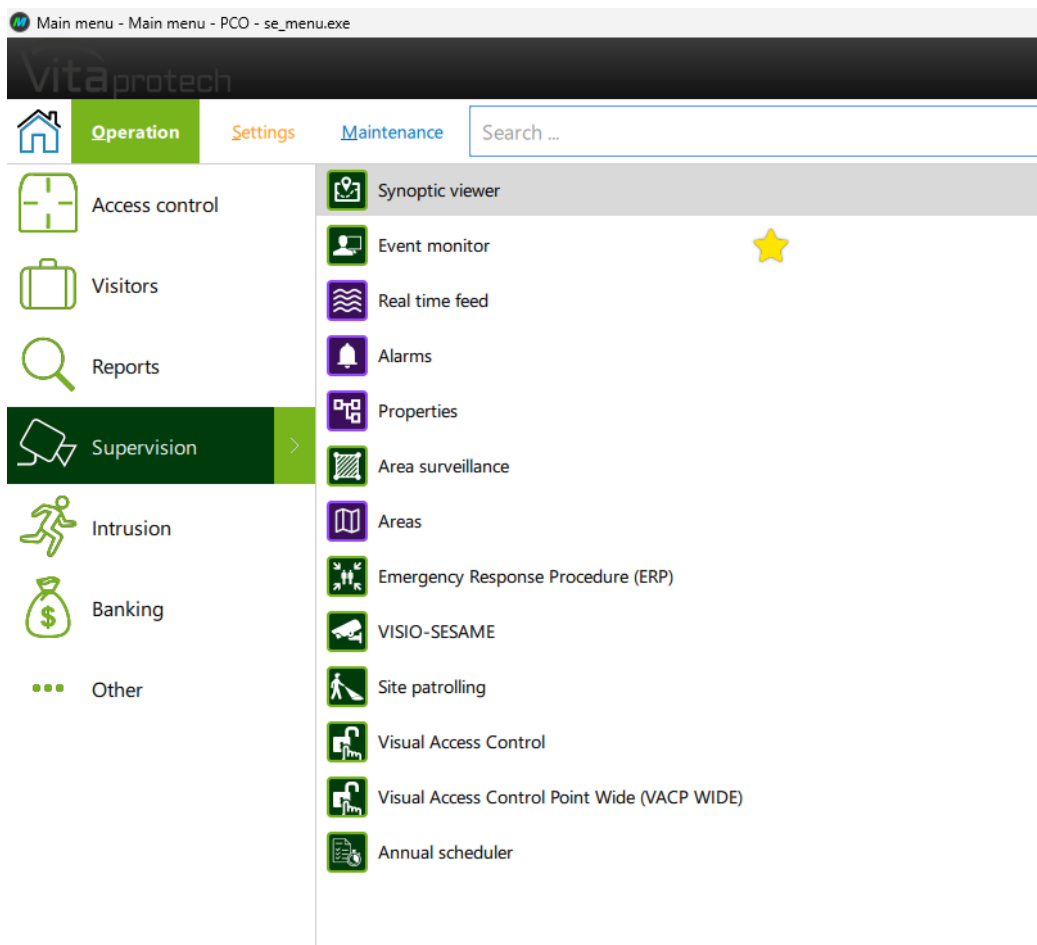 Main menu - Main menu - PCO - se_menu.exe
Vitaprotech
Operation Settings Maintenance Search ...
Access control
Visitors
Reports
Supervision
Intrusion
Banking
Other
Synoptic viewer
Event monitor
Real time feed
Alarms
Properties
Area surveillance
Areas
Emergency Response Procedure (ERP)
VISIO-SESAME
Site patrolling
Visual Access Control
Visual Access Control Point Wide (VACP WIDE)
Annual scheduler